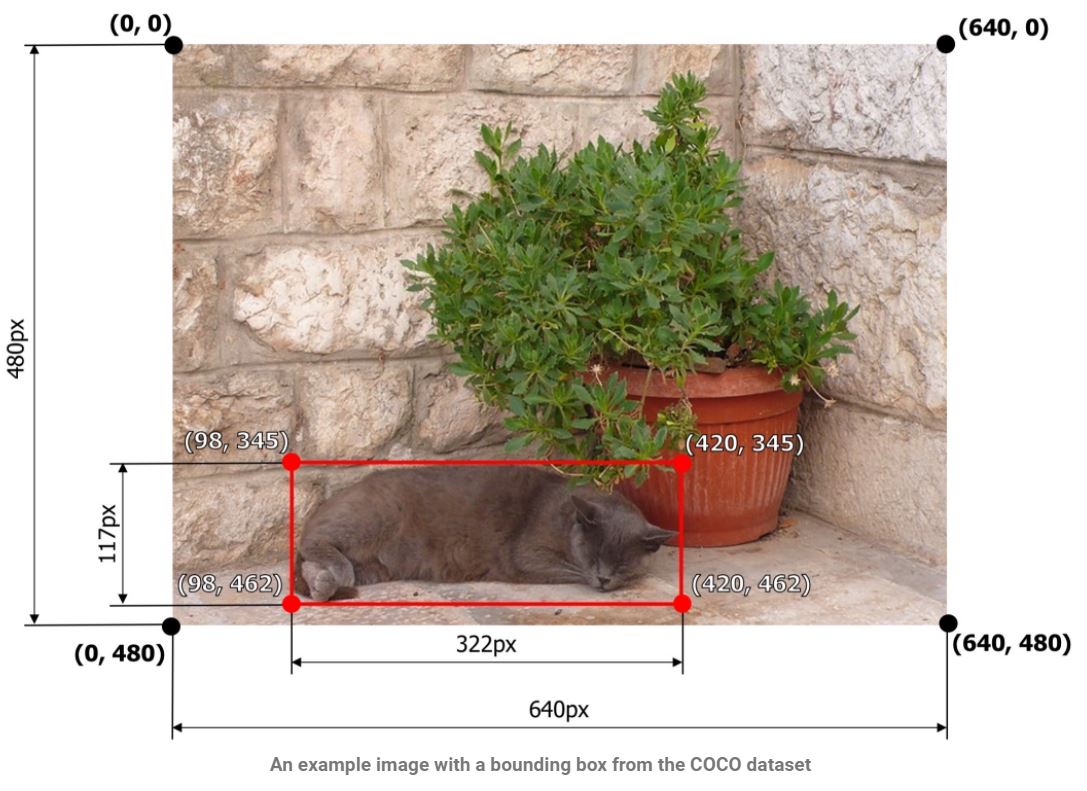 (0, 0)
(640, 0)
480px
(98, 345)
(420, 345)
117px
(98, 462)
(420, 462)
(0, 480)
(640, 480)
322px
640px
An example image with a bounding box from the COCO dataset